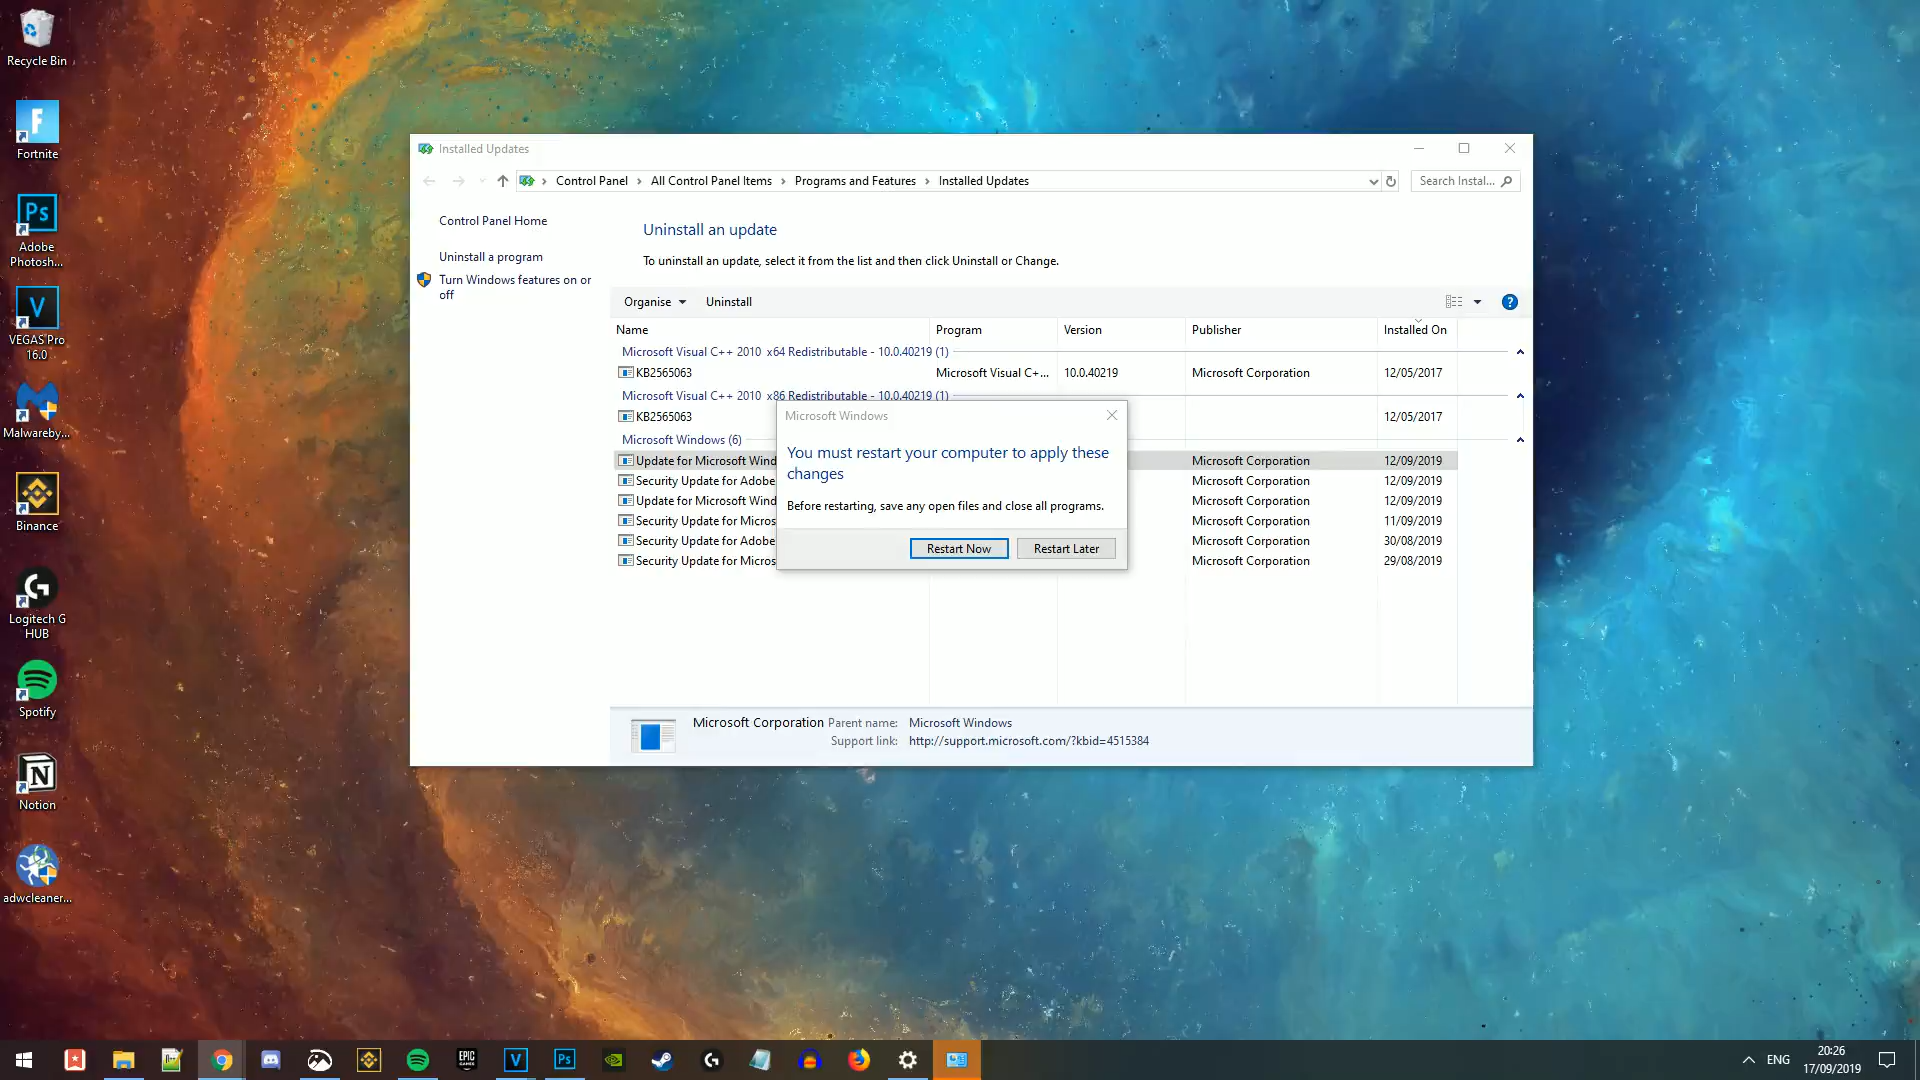 Recycle Bin
Fortnite
Adobe
Photosh...
VEGAS Pro
16.0
Malwareby...
Binance
Logitech G
HUB
Spotify
Notion
adwcleaner...
Installed Updates
Control Panel › All Control Panel Items › Programs and Features › Installed Updates
Search Instal...
Control Panel Home
Uninstall a program
Turn Windows features on or
off
Uninstall an update
To uninstall an update, select it from the list and then click Uninstall or Change.
Organise Uninstall
Name Program Version Publisher Installed On
Microsoft Visual C++ 2010 x64 Redistributable - 10.0.40219 (1)
KB2565063 Microsoft Visual C+... 10.0.40219 Microsoft Corporation 12/05/2017
Microsoft Visual C++ 2010 x86 Redistributable - 10.0.40219 (1)
KB2565063 12/05/2017
Microsoft Windows (6)
Update for Microsoft Wind Microsoft Corporation 12/09/2019
Security Update for Adobe Microsoft Corporation 12/09/2019
Update for Microsoft Wind Microsoft Corporation 12/09/2019
Security Update for Micros Microsoft Corporation 11/09/2019
Security Update for Adobe Microsoft Corporation 30/08/2019
Security Update for Micros Microsoft Corporation 29/08/2019
Microsoft Windows
You must restart your computer to apply these
changes
Before restarting, save any open files and close all programs.
Restart Now Restart Later
Microsoft Corporation Parent name: Microsoft Windows
Support link: http://support.microsoft.com/?kbid=4515384
EPIC
GAMES
V
Ps
ENG
20:26
17/09/2019